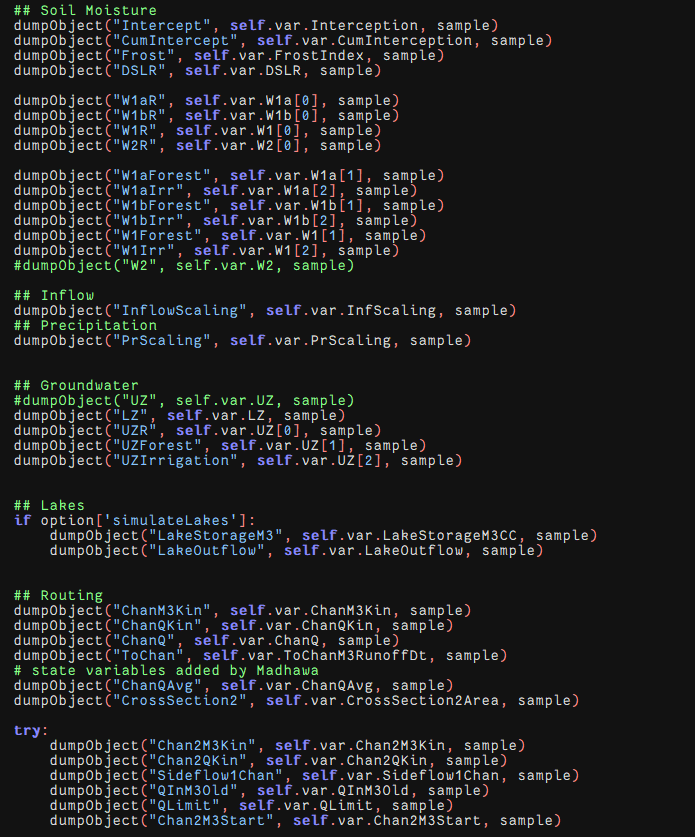 ## Soil Moisture
dumpObject("Intercept", self.var.Interception, sample)
dumpObject("CumIntercept", self.var.CumInterception, sample)
dumpObject("Frost", self.var.FrostIndex, sample)
dumpObject("DSLR", self.var.DSLR, sample)
dumpObject("W1aR", self.var.W1a[0], sample)
dumpObject("W1bR", self.var.W1b[0], sample)
dumpObject("W1R", self.var.W1[0], sample)
dumpObject("W2R", self.var.W2[0], sample)
dumpObject("W1aForest", self.var.W1a[1], sample)
dumpObject("W1aIrr", self.var.W1a[2], sample)
dumpObject("W1bForest", self.var.W1b[1], sample)
dumpObject("W1bIrr", self.var.W1b[2], sample)
dumpObject("W1Forest", self.var.W1[1], sample)
dumpObject("W1Irr", self.var.W1[2], sample)
#dumpObject("W2", self.var.W2, sample)
## Inflow
dumpObject("InflowScaling", self.var.InfScaling, sample)
## Precipitation
dumpObject("PrScaling", self.var.PrScaling, sample)
## Groundwater
#dumpObject("UZ", self.var.UZ, sample)
dumpObject("LZ", self.var.LZ, sample)
dumpObject("UZR", self.var.UZ[0], sample)
dumpObject("UZForest", self.var.UZ[1], sample)
dumpObject("UZIrrigation", self.var.UZ[2], sample)
## Lakes
if option['simulateLakes']:
    dumpObject("LakeStorageM3", self.var.LakeStorageM3CC, sample)
    dumpObject("LakeOutflow", self.var.LakeOutflow, sample)
## Routing
dumpObject("ChanM3Kin", self.var.ChanM3Kin, sample)
dumpObject("ChanQKin", self.var.ChanQKin, sample)
dumpObject("ChanQ", self.var.ChanQ, sample)
dumpObject("ToChan", self.var.ToChanM3RunoffDt, sample)
# state variables added by Madhawa
dumpObject("ChanQAvg", self.var.ChanQAvg, sample)
dumpObject("CrossSection2", self.var.CrossSection2Area, sample)
try:
    dumpObject("Chan2M3Kin", self.var.Chan2M3Kin, sample)
    dumpObject("Chan2QKin", self.var.Chan2QKin, sample)
    dumpObject("Sideflow1Chan", self.var.Sideflow1Chan, sample)
    dumpObject("QInM3Old", self.var.QInM3Old, sample)
    dumpObject("QLimit", self.var.QLimit, sample)
    dumpObject("Chan2M3Start", self.var.Chan2M3Start, sample)